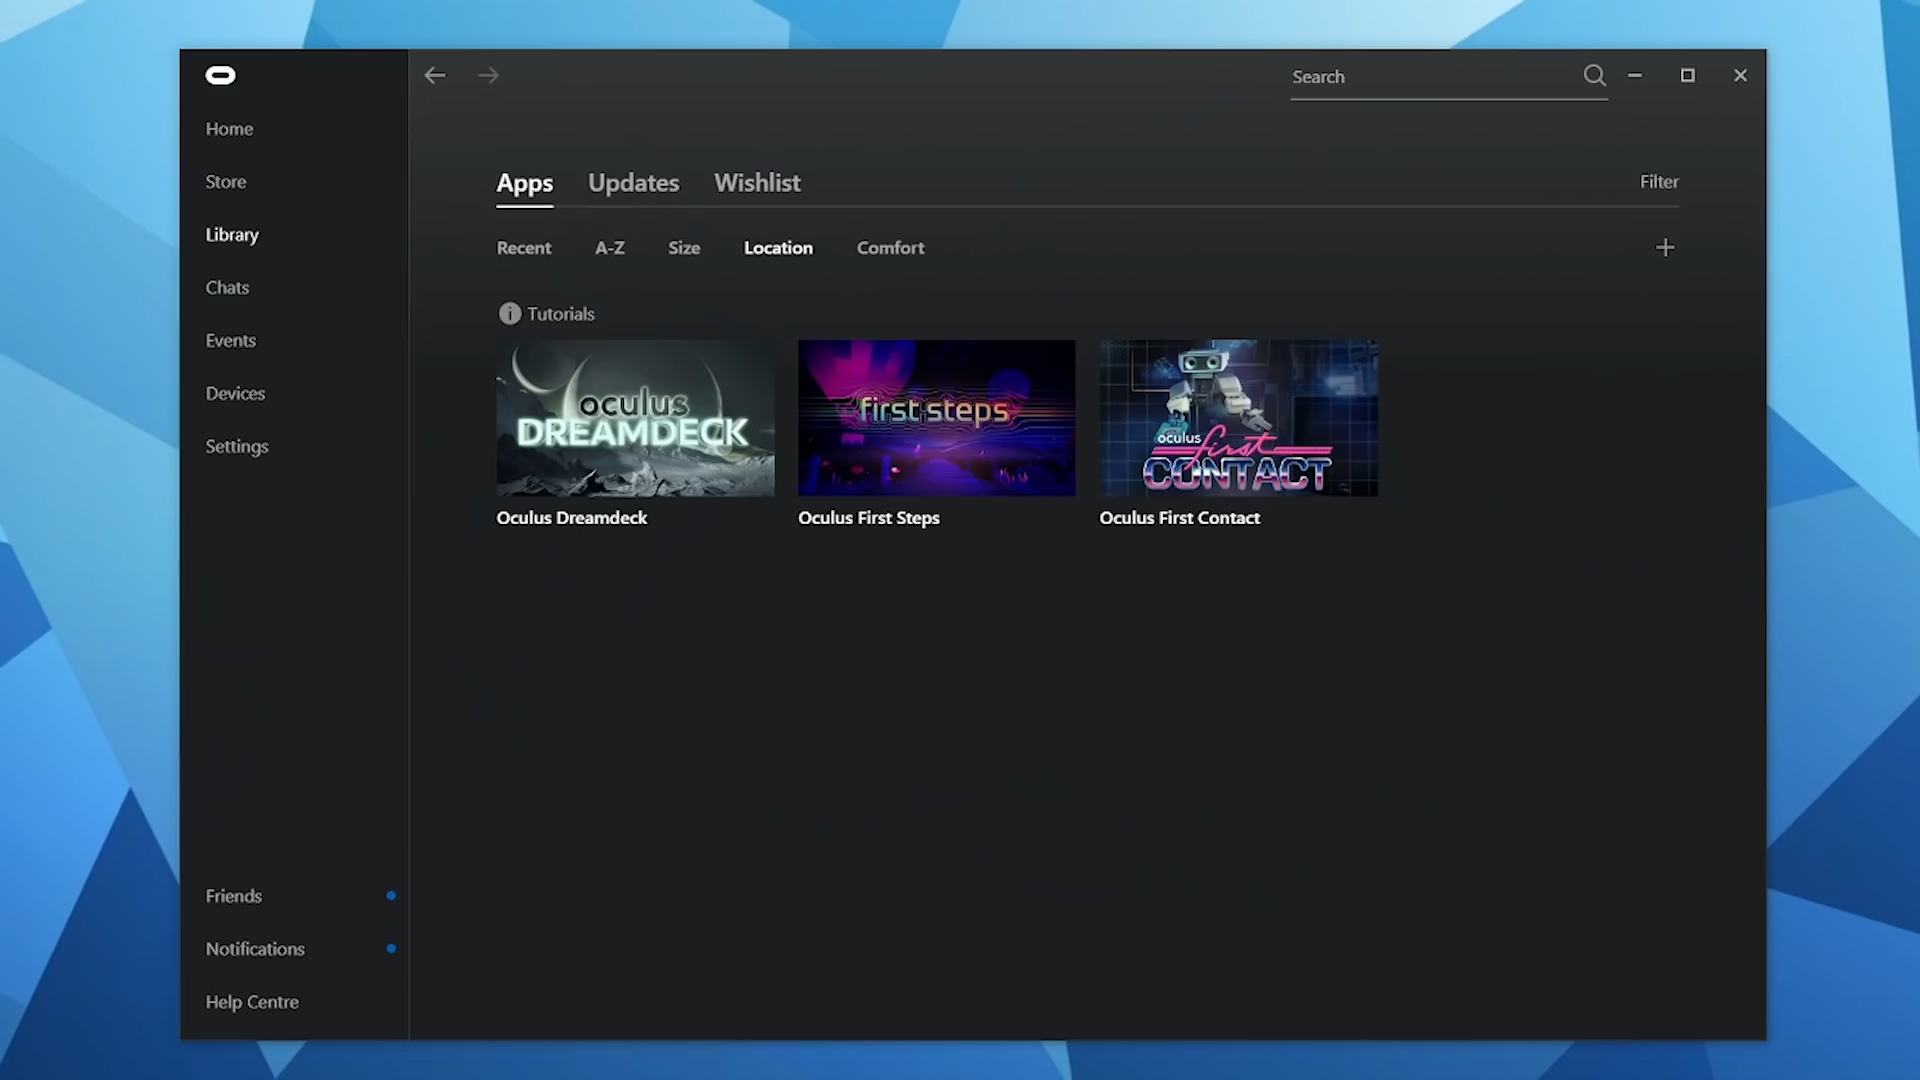 Search
Home
Store
Library
Chats
Events
Devices
Settings
Friends
Notifications
Help Centre
Apps Updates Wishlist Filter
Recent A-Z Size Location Comfort
Tutorials
oculus
DREAMDECK
first steps
oculus first
CONTACT
Oculus Dreamdeck Oculus First Steps Oculus First Contact